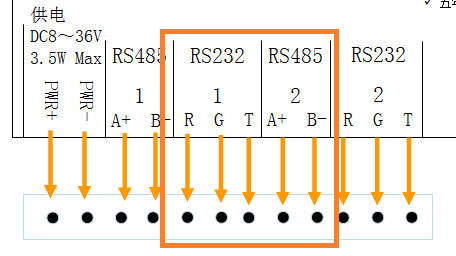 供电
DC8～36V
3.5W Max
PWR+ PWR-
RS485 1
A+ B-
RS232 1
R G T
RS485 2
A+ B-
RS232 2
R G T
✓